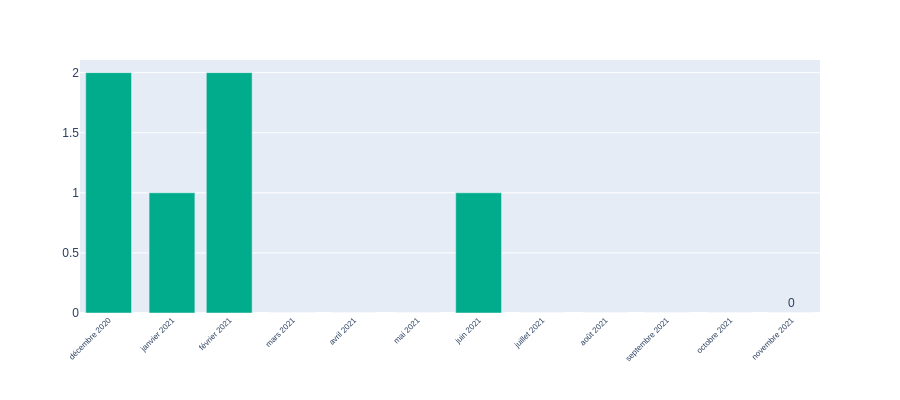 2
1.5
1
0.5
0
0
décembre 2020
janvier 2021
février 2021
mars 2021
avril 2021
mai 2021
juin 2021
juillet 2021
août 2021
septembre 2021
octobre 2021
novembre 2021